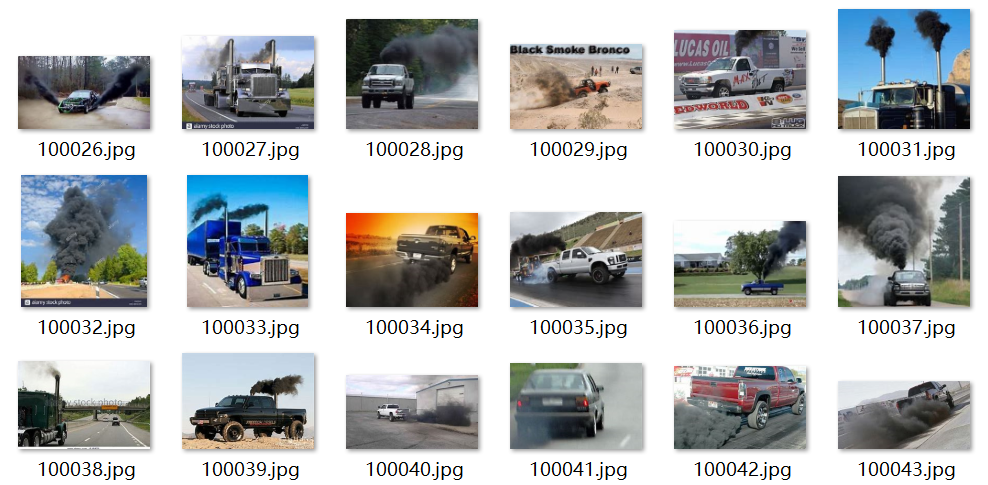 Black Smoke Bronco
LUCAS OIL
alamy stock photo
100026.jpg
100027.jpg
100028.jpg
100029.jpg
100030.jpg
100031.jpg
alamy stock photo
100032.jpg
100033.jpg
100034.jpg
100035.jpg
100036.jpg
100037.jpg
100038.jpg
100039.jpg
100040.jpg
100041.jpg
100042.jpg
100043.jpg